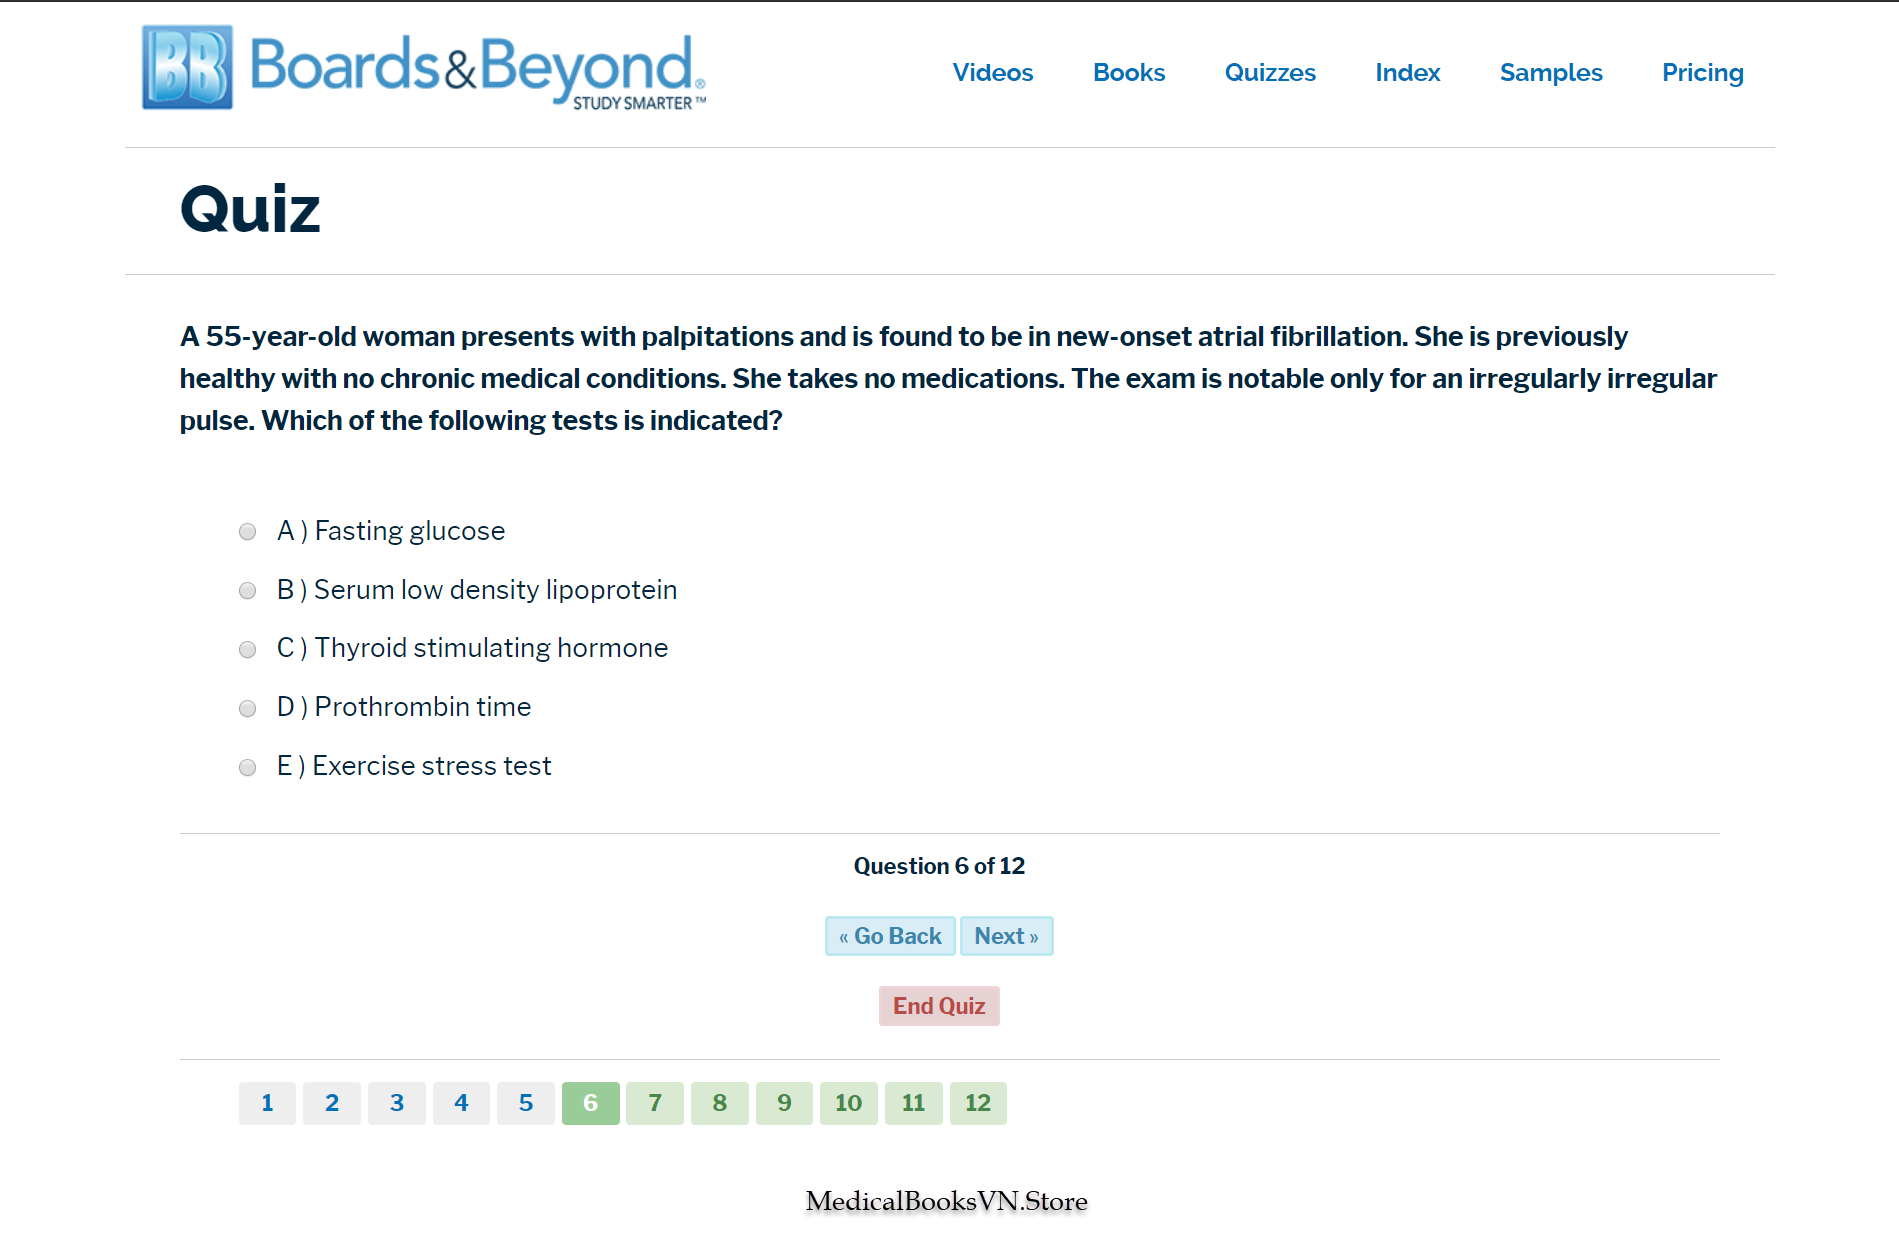 BB Boards&Beyond®
STUDY SMARTER™
Videos Books Quizzes Index Samples Pricing
Quiz
A 55-year-old woman presents with palpitations and is found to be in new-onset atrial fibrillation. She is previously
healthy with no chronic medical conditions. She takes no medications. The exam is notable only for an irregularly irregular
pulse. Which of the following tests is indicated?
A ) Fasting glucose
B ) Serum low density lipoprotein
C ) Thyroid stimulating hormone
D ) Prothrombin time
E ) Exercise stress test
Question 6 of 12
« Go Back Next »
End Quiz
1 2 3 4 5 6 7 8 9 10 11 12
MedicalBooksVN.Store